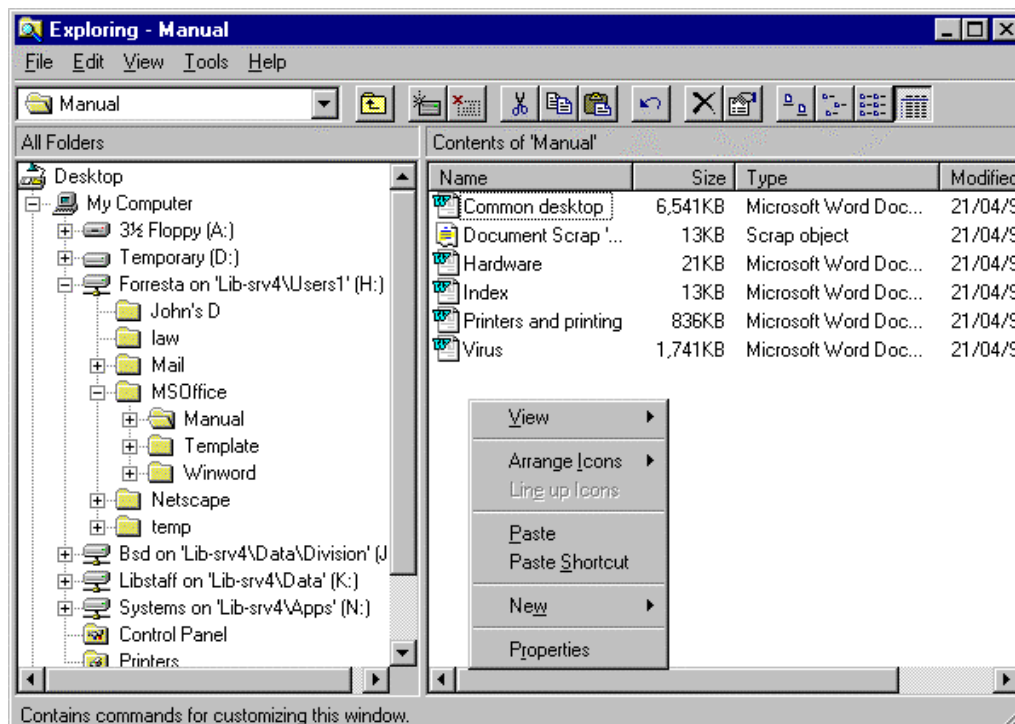 Exploring - Manual
File Edit View Tools Help
Manual
All Folders
Contents of 'Manual'
Desktop
My Computer
3½ Floppy (A:)
Temporary (D:)
Forresta on 'Lib-srv4\Users1' (H:)
John's D
law
Mail
MSOffice
Manual
Template
Winword
Netscape
temp
Bsd on 'Lib-srv4\Data\Division' (J
Libstaff on 'Lib-srv4\Data' (K:)
Systems on 'Lib-srv4\Apps' (N:)
Control Panel
Printers
Name Size Type Modified
Common desktop 6,541KB Microsoft Word Doc... 21/04/9
Document Scrap '... 13KB Scrap object 21/04/9
Hardware 21KB Microsoft Word Doc... 21/04/9
Index 13KB Microsoft Word Doc... 21/04/9
Printers and printing 836KB Microsoft Word Doc... 21/04/9
Virus 1,741KB Microsoft Word Doc... 21/04/9
View
Arrange Icons
Line up Icons
Paste
Paste Shortcut
New
Properties
Contains commands for customizing this window.